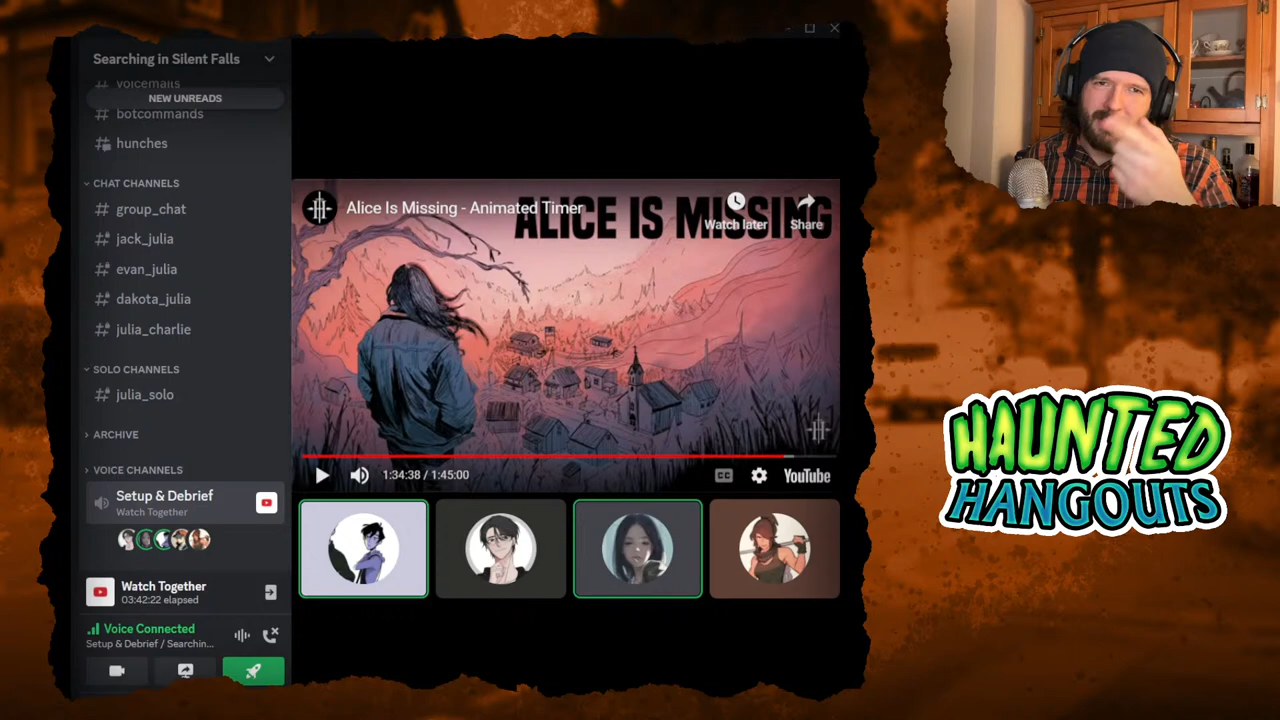 Searching in Silent Falls
voicemails
NEW UNREADS
botcommands
hunches
CHAT CHANNELS
group_chat
jack_julia
evan_julia
dakota_julia
julia_charlie
SOLO CHANNELS
julia_solo
ARCHIVE
VOICE CHANNELS
Setup & Debrief
Watch Together
Watch Together
03:42:22 elapsed
Voice Connected
Setup & Debrief / Searchin...
Alice Is Missing - Animated Timer
ALICE IS MISSING
Watch later
Share
1:34:38 / 1:45:00
CC
YouTube
HAUNTED
HANGOUTS